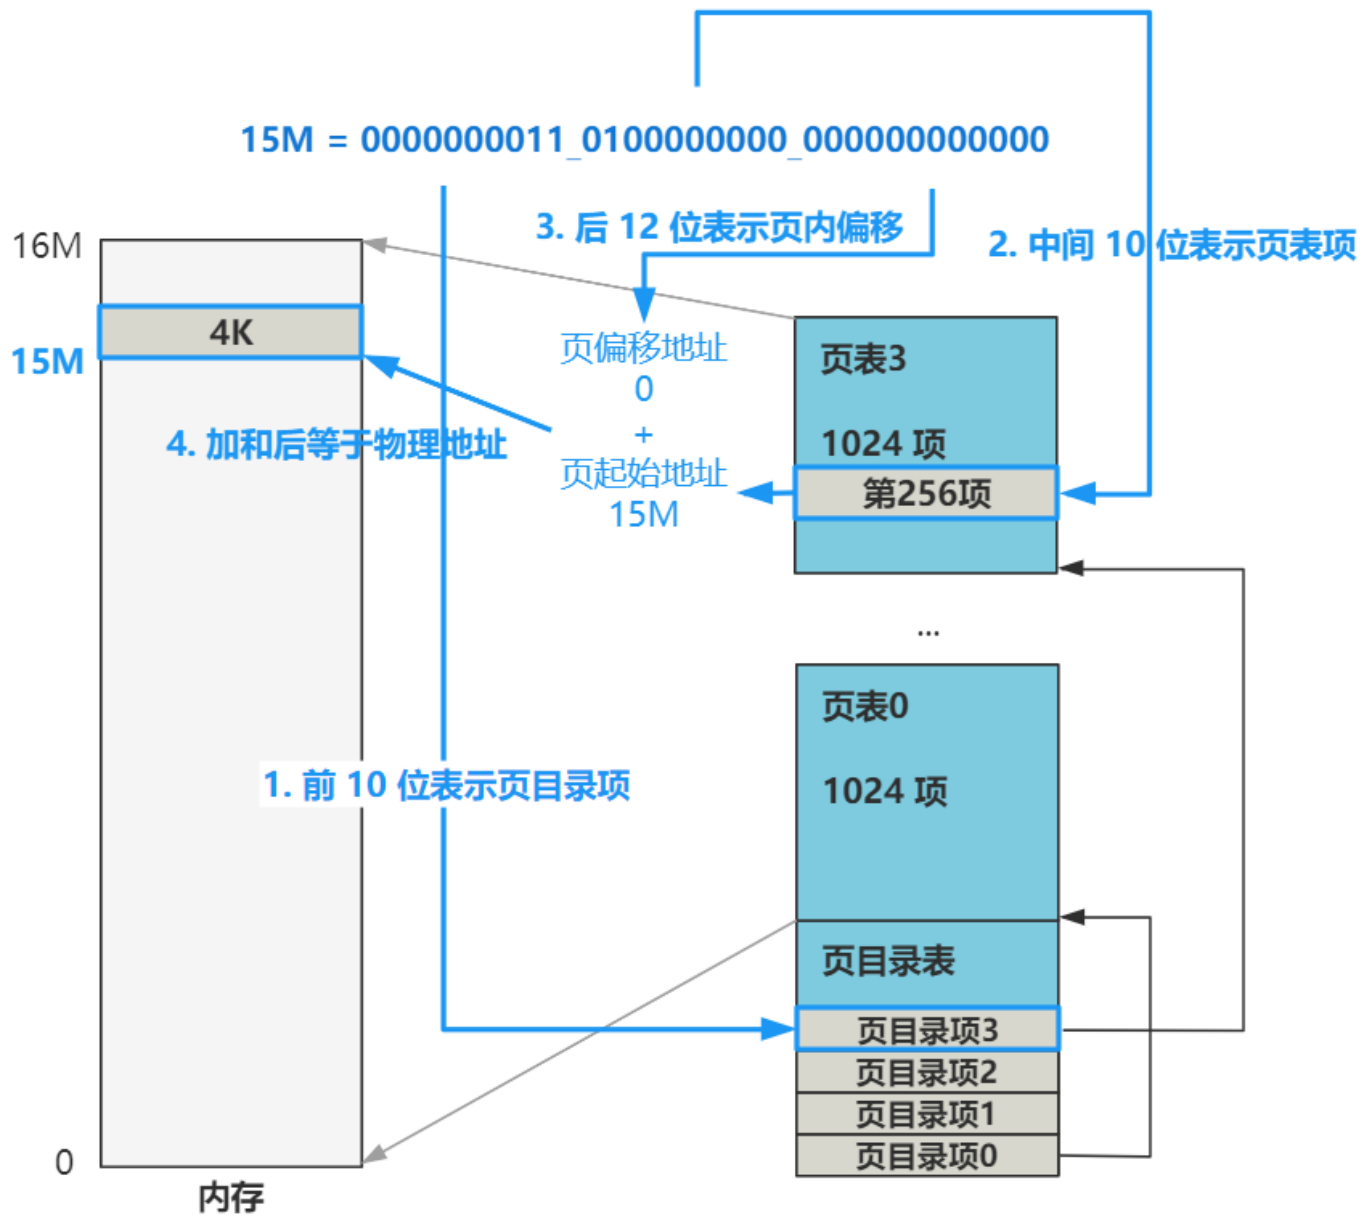 15M = 0000000011_0100000000_000000000000
3. 后 12 位表示页内偏移
2. 中间 10 位表示页表项
16M
4K
15M
页偏移地址
0
+
页起始地址
15M
4. 加和后等于物理地址
页表3
1024 项
第256项
...
页表0
1024 项
1. 前 10 位表示页目录项
页目录表
页目录项3
页目录项2
页目录项1
页目录项0
0
内存